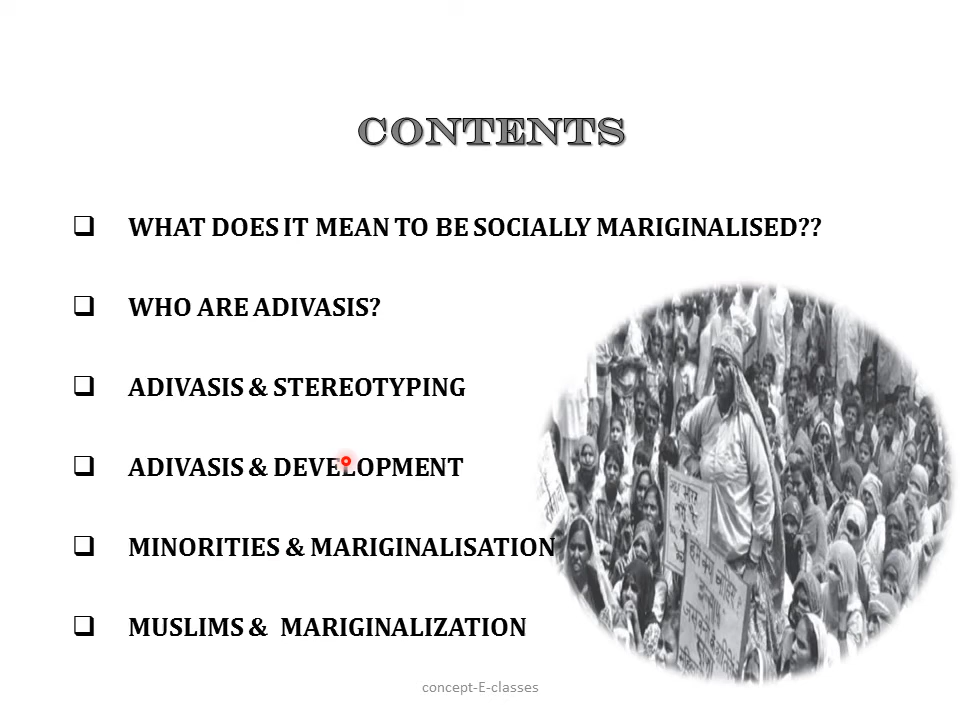 CONTENTS
WHAT DOES IT MEAN TO BE SOCIALLY MARIGINALISED??
WHO ARE ADIVASIS?
ADIVASIS & STEREOTYPING
ADIVASIS & DEVELOPMENT
MINORITIES & MARIGINALISATION
MUSLIMS & MARIGINALIZATION
concept-E-classes